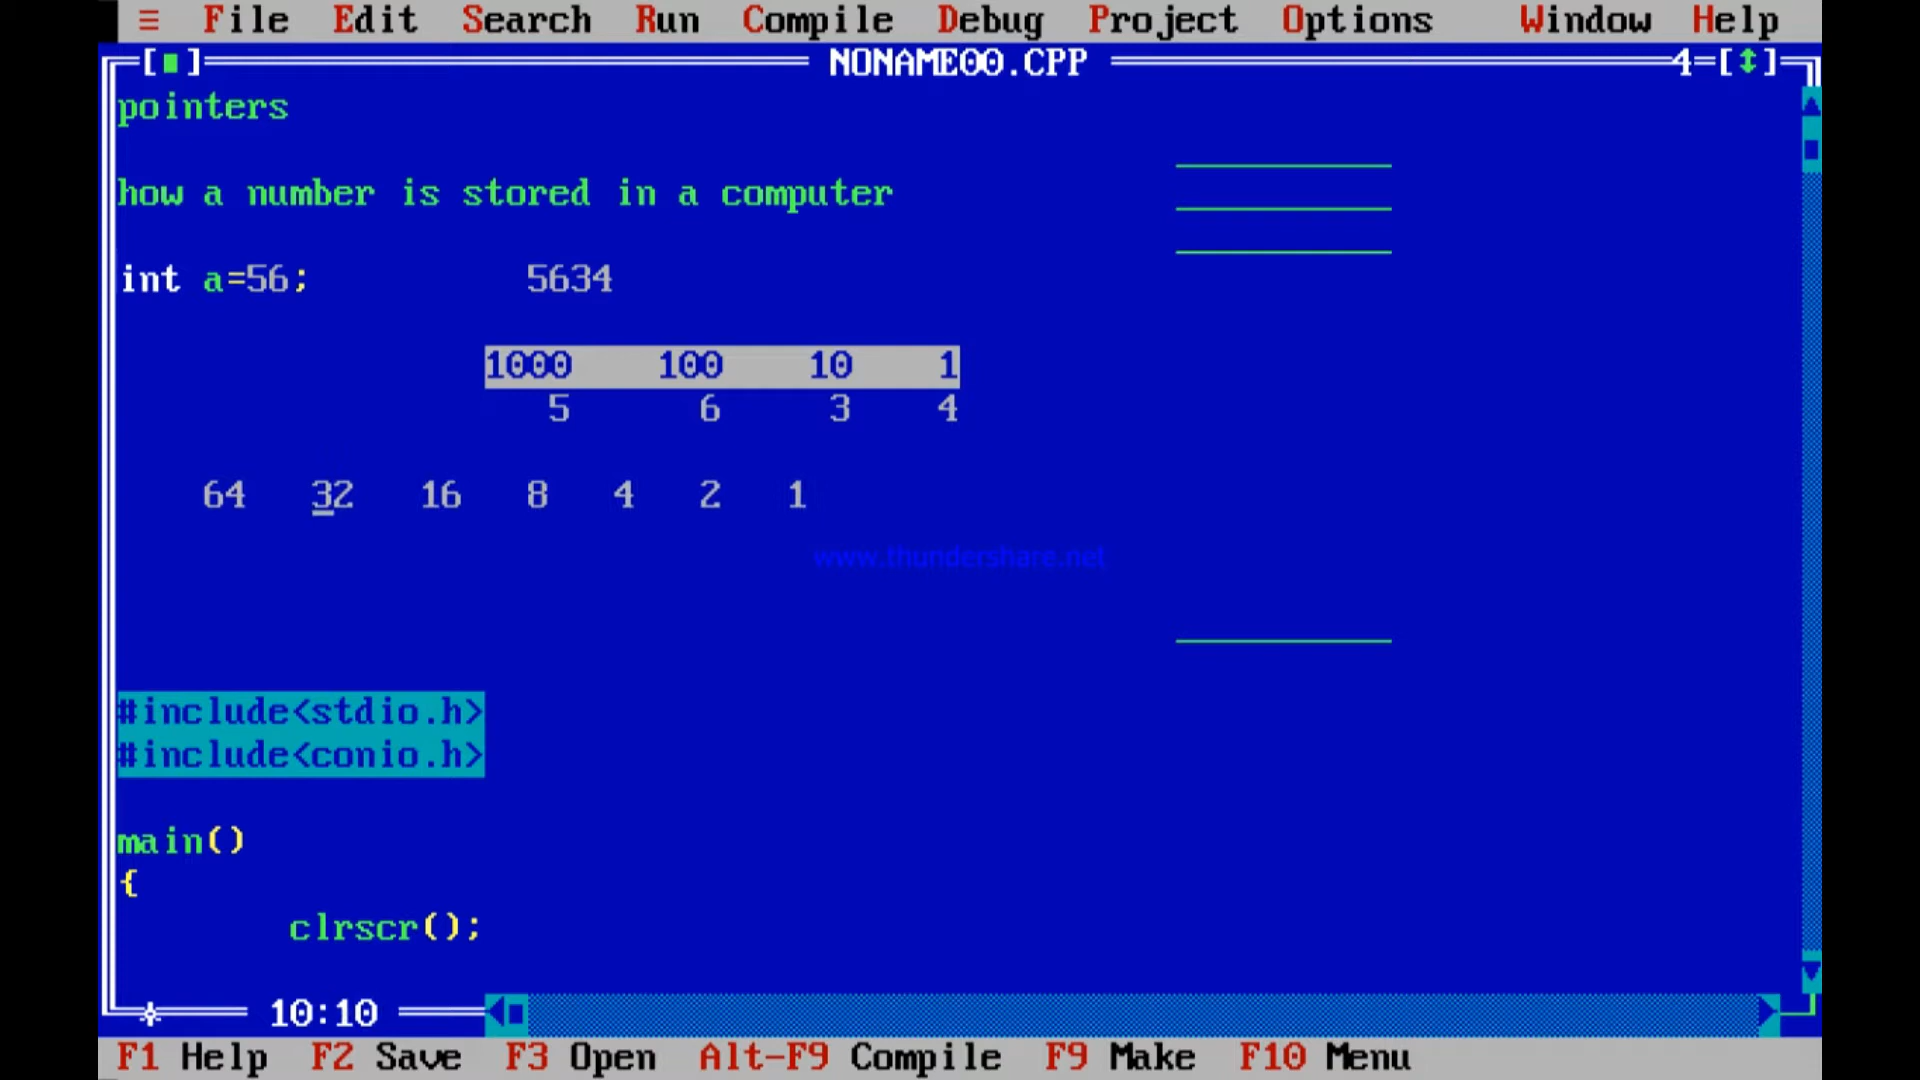 ≡ File Edit Search Run Compile Debug Project Options Window Help
[■] NONAME00.CPP 4=[↕]
pointers
how a number is stored in a computer
int a=56; 5634
1000 100 10 1
5 6 3 4
64 32 16 8 4 2 1
www.thundershare.net
#include<stdio.h>
#include<conio.h>
main()
{
clrscr();
10:10
F1 Help F2 Save F3 Open Alt-F9 Compile F9 Make F10 Menu